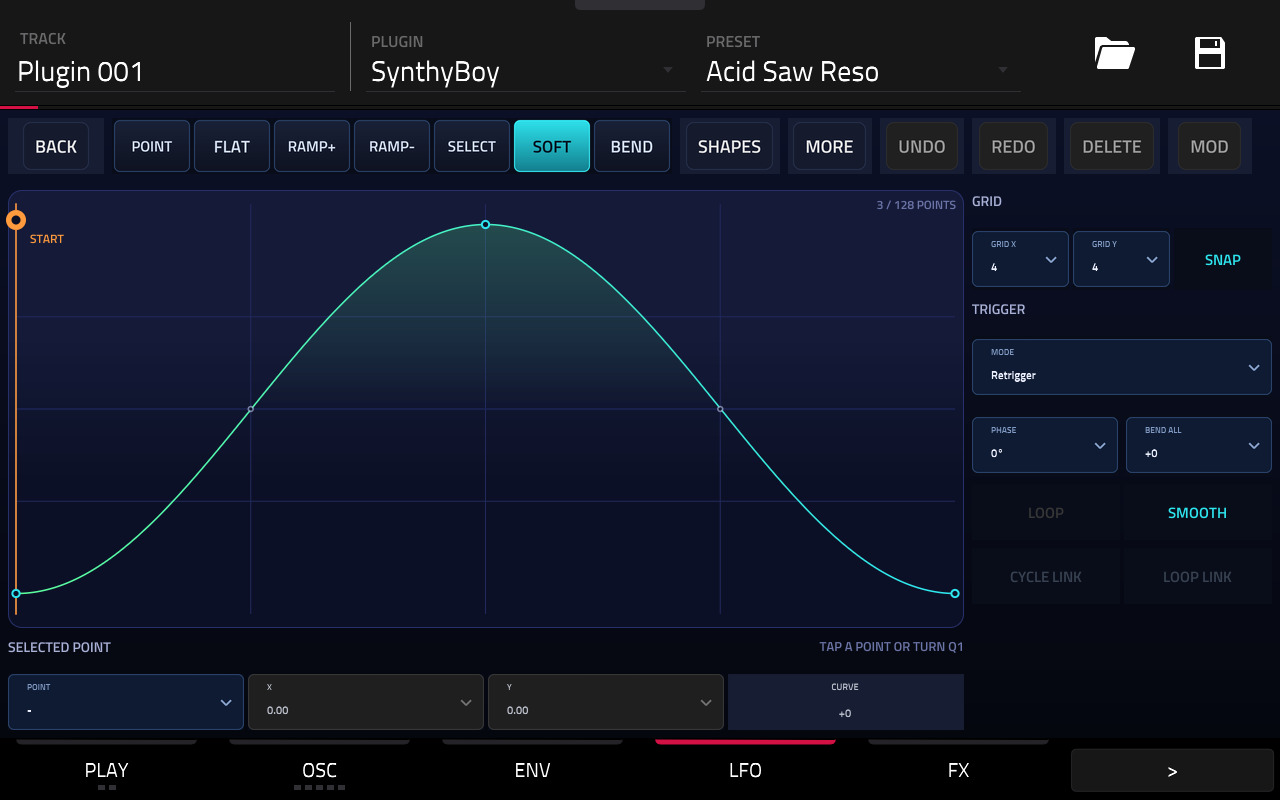 TRACK
Plugin 001
PLUGIN
SynthyBoy
PRESET
Acid Saw Reso
BACK
POINT
FLAT
RAMP+
RAMP-
SELECT
SOFT
BEND
SHAPES
MORE
UNDO
REDO
DELETE
MOD
START
3 / 128 POINTS
GRID
GRID X
4
GRID Y
4
SNAP
TRIGGER
MODE
Retrigger
PHASE
0°
BEND ALL
+0
LOOP
SMOOTH
CYCLE LINK
LOOP LINK
SELECTED POINT
TAP A POINT OR TURN Q1
POINT
-
X
0.00
Y
0.00
CURVE
+0
PLAY
OSC
ENV
LFO
FX
>